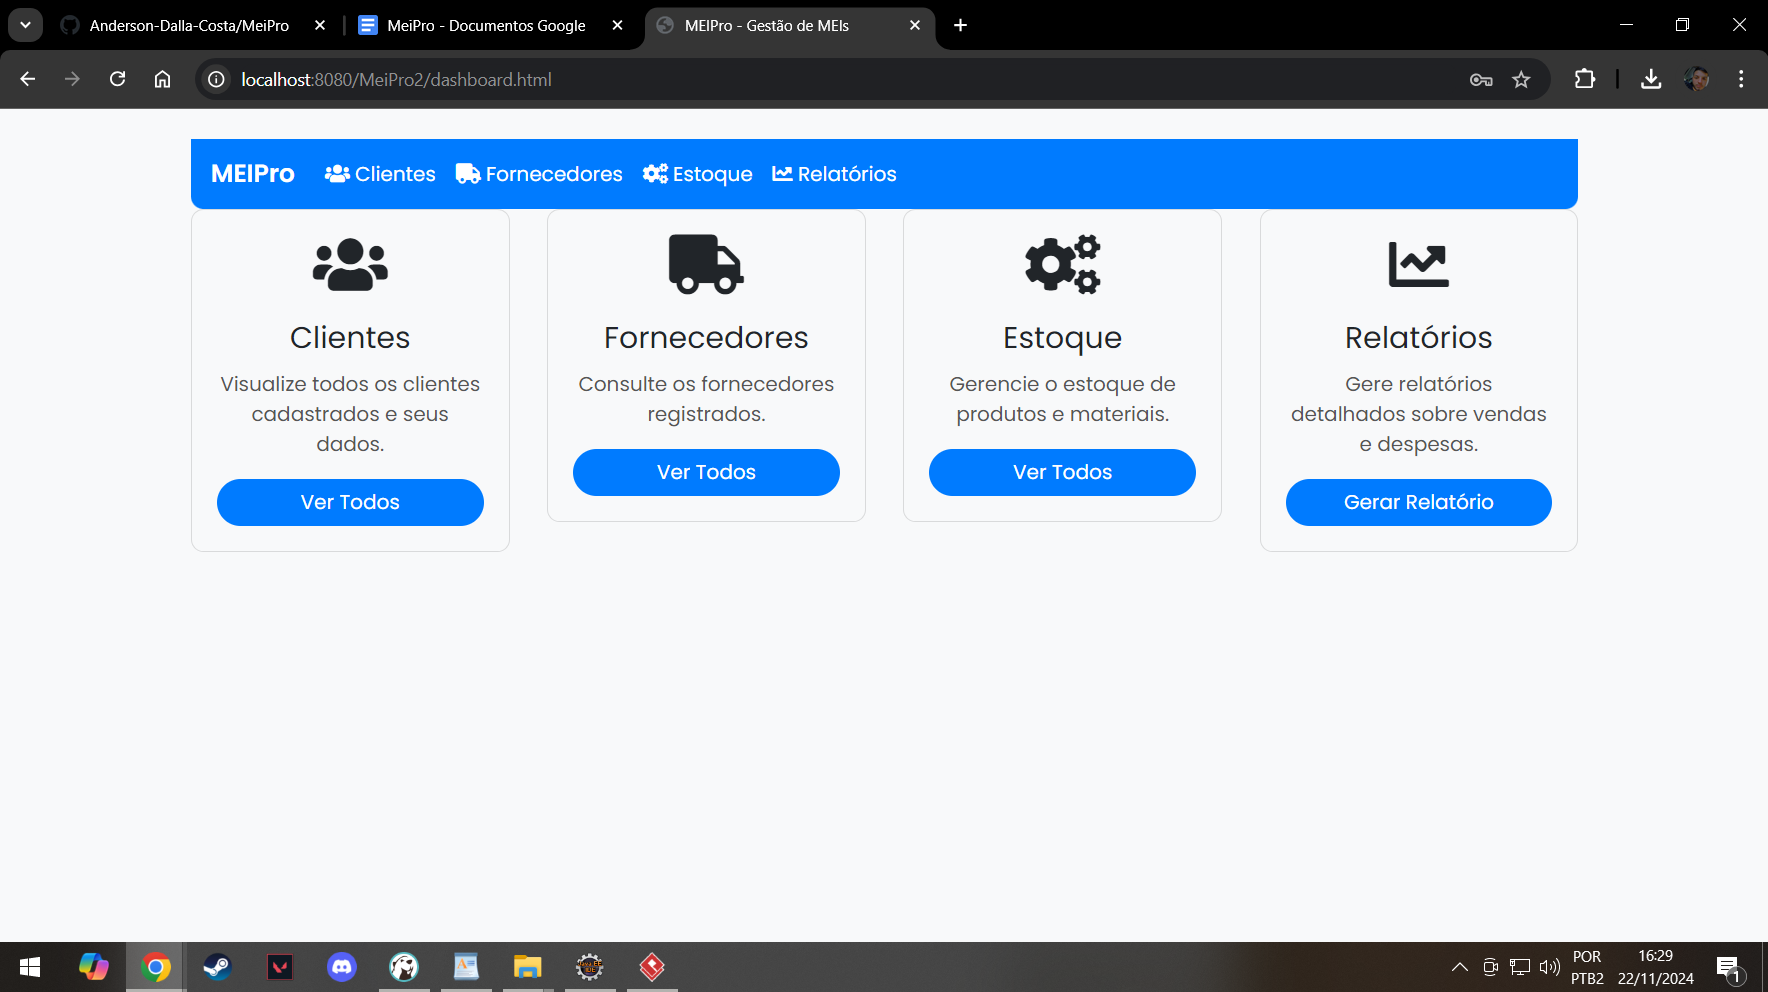 Anderson-Dalla-Costa/MeiPro
MeiPro - Documentos Google
MEIPro - Gestão de MEIs
localhost:8080/MeiPro2/dashboard.html
MEIPro Clientes Fornecedores Estoque Relatórios
Clientes
Visualize todos os clientes
cadastrados e seus
dados.
Ver Todos
Fornecedores
Consulte os fornecedores
registrados.
Ver Todos
Estoque
Gerencie o estoque de
produtos e materiais.
Ver Todos
Relatórios
Gere relatórios
detalhados sobre vendas
e despesas.
Gerar Relatório
POR
PTB2
16:29
22/11/2024
1